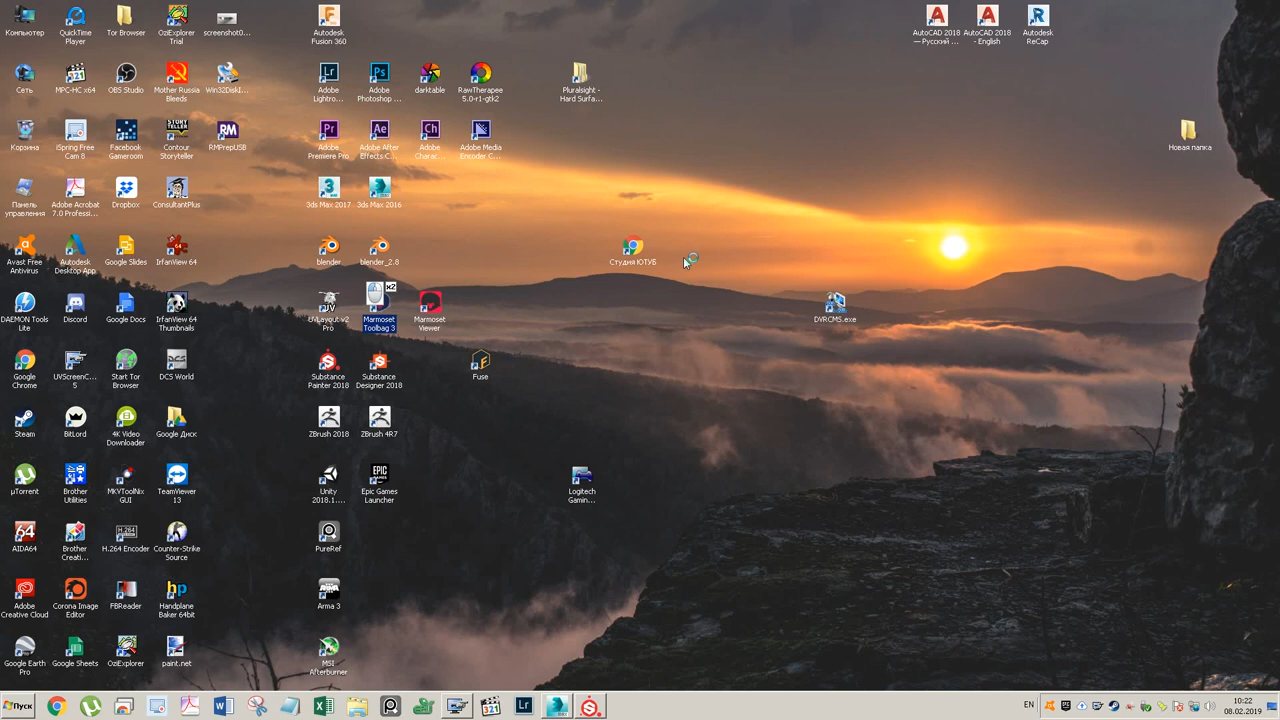 Компьютер
QuickTime
Player
Tor Browser
OziExplorer
Trial
screenshot0...
Autodesk
Fusion 360
AutoCAD 2018
— Русский ...
AutoCAD 2018
- English
Autodesk
ReCap
Сеть
MPC-HC x64
OBS Studio
Mother Russia
Bleeds
Win32DiskI...
Adobe
Lightro...
Adobe
Photoshop ...
darktable
RawTherapee
5.0-r1-gtk2
Pluralsight -
Hard Surfa...
Корзина
iSpring Free
Cam 8
Facebook
Gameroom
Contour
Storyteller
RMPrepUSB
Adobe
Premiere Pro
Adobe After
Effects C...
Adobe
Charac...
Adobe Media
Encoder C...
Новая папка
Панель
управления
Adobe Acrobat
7.0 Professi...
Dropbox
ConsultantPlus
3ds Max 2017
3ds Max 2016
Avast Free
Antivirus
Autodesk
Desktop App
Google Slides
IrfanView 64
blender
blender_2.8
Студия ЮТУБ
DAEMON Tools
Lite
Discord
Google Docs
IrfanView 64
Thumbnails
UVLayout v2
Pro
x2
Marmoset
Toolbag 3
Marmoset
Viewer
DVRCMS.exe
Google
Chrome
UVScreenC...
5
Start Tor
Browser
DCS World
Substance
Painter 2018
Substance
Designer 2018
Fuse
Steam
BitLord
4K Video
Downloader
Google Диск
ZBrush 2018
ZBrush 4R7
µTorrent
Brother
Utilities
MKVToolNix
GUI
TeamViewer
13
Unity
2018.1....
Epic Games
Launcher
Logitech
Gamin...
AIDA64
Brother
Creati...
H.264 Encoder
Counter-Strike
Source
PureRef
Adobe
Creative Cloud
Corona Image
Editor
FBReader
Handplane
Baker 64bit
Arma 3
Google Earth
Pro
Google Sheets
OziExplorer
paint.net
MSI
Afterburner
Пуск
EN
10:22
08.02.2019